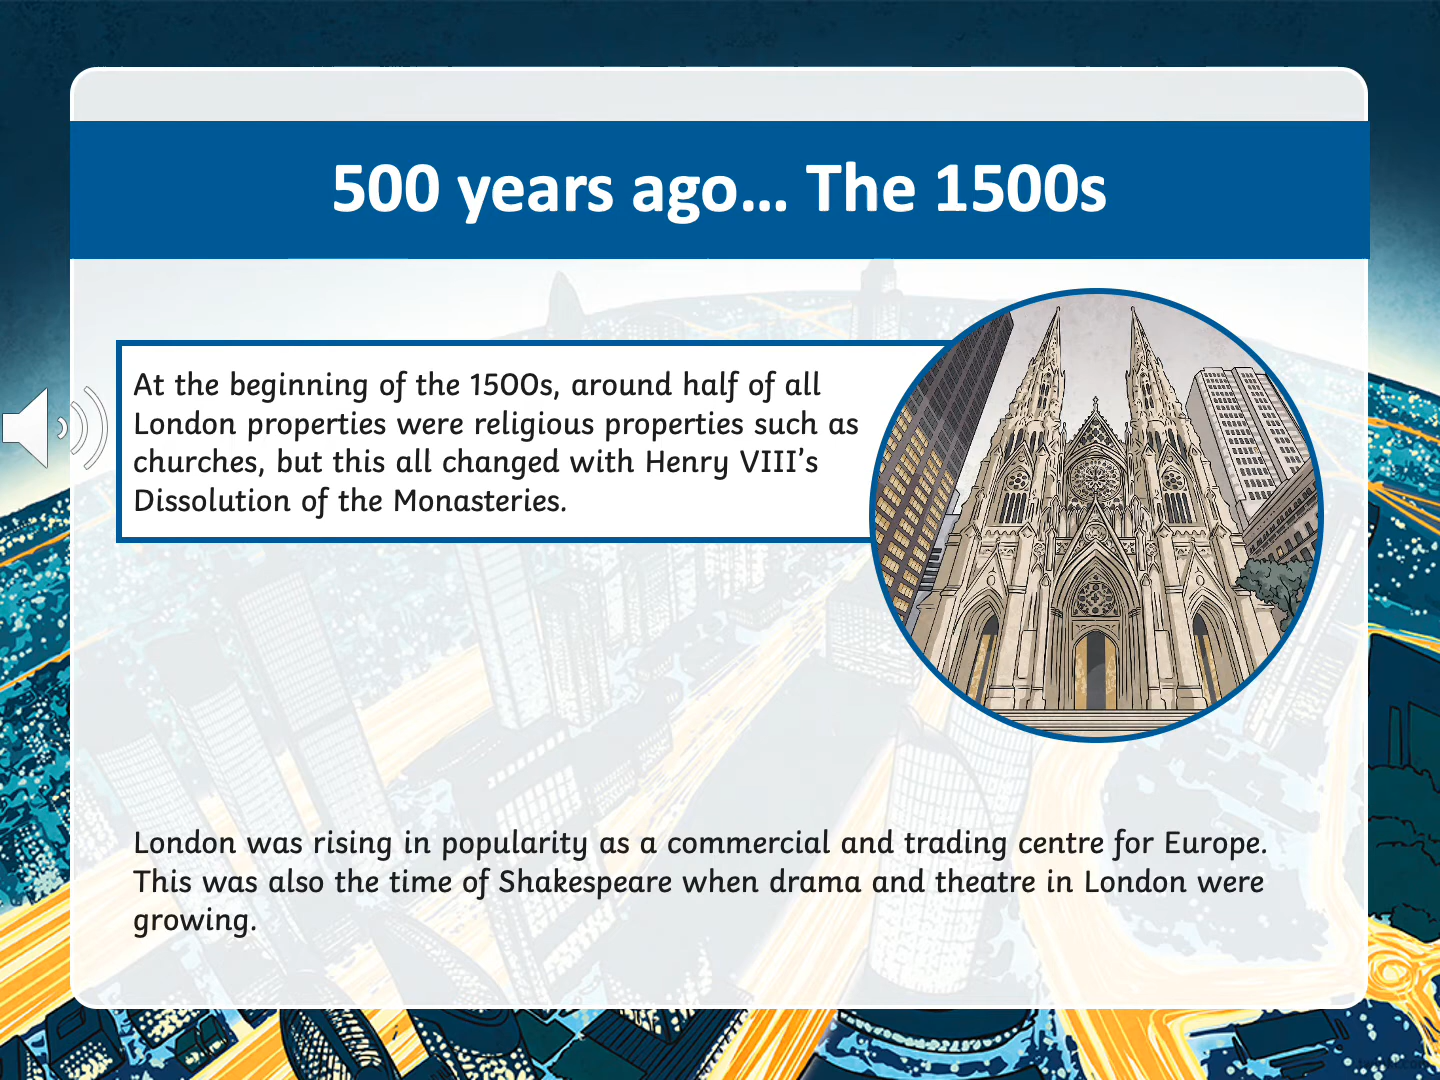 500 years ago… The 1500s
At the beginning of the 1500s, around half of all
London properties were religious properties such as
churches, but this all changed with Henry VIII’s
Dissolution of the Monasteries.
London was rising in popularity as a commercial and trading centre for Europe.
This was also the time of Shakespeare when drama and theatre in London were
growing.